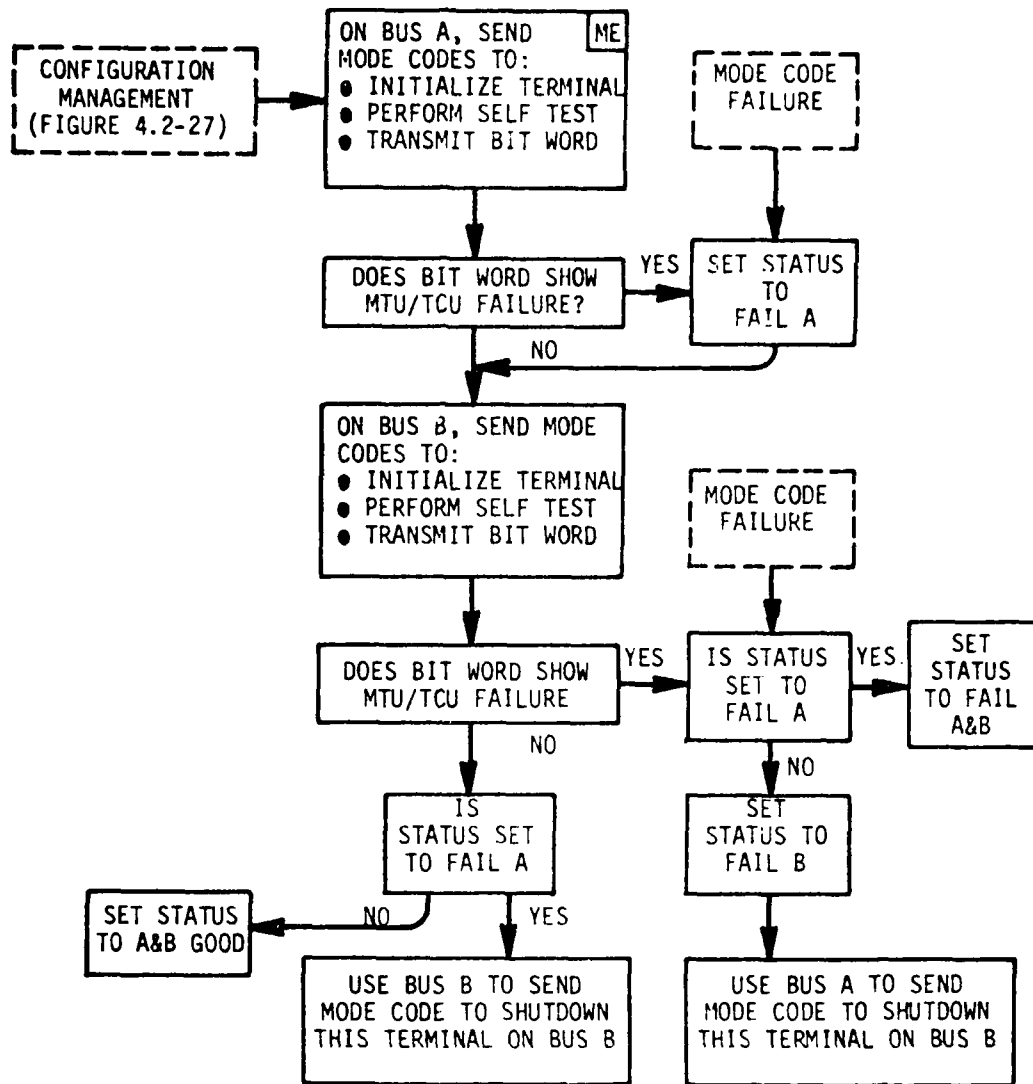 CONFIGURATION
MANAGEMENT
(FIGURE 4.2-27)
ON BUS A, SEND
ME
MODE CODES TO:
● INITIALIZE TERMINAL
● PERFORM SELF TEST
● TRANSMIT BIT WORD
MODE CODE
FAILURE
DOES BIT WORD SHOW
MTU/TCU FAILURE?
YES
SET STATUS
TO
FAIL A
NO
ON BUS B, SEND MODE
CODES TO:
● INITIALIZE TERMINAL
● PERFORM SELF TEST
● TRANSMIT BIT WORD
MODE CODE
FAILURE
DOES BIT WORD SHOW
MTU/TCU FAILURE
YES
IS STATUS
SET TO
FAIL A
YES.
SET
STATUS
TO FAIL
A&B
NO
NO
IS
STATUS SET
TO FAIL A
SET
STATUS TO
FAIL B
SET STATUS
TO A&B GOOD
NO
YES
USE BUS B TO SEND
MODE CODE TO SHUTDOWN
THIS TERMINAL ON BUS B
USE BUS A TO SEND
MODE CODE TO SHUTDOWN
THIS TERMINAL ON BUS B